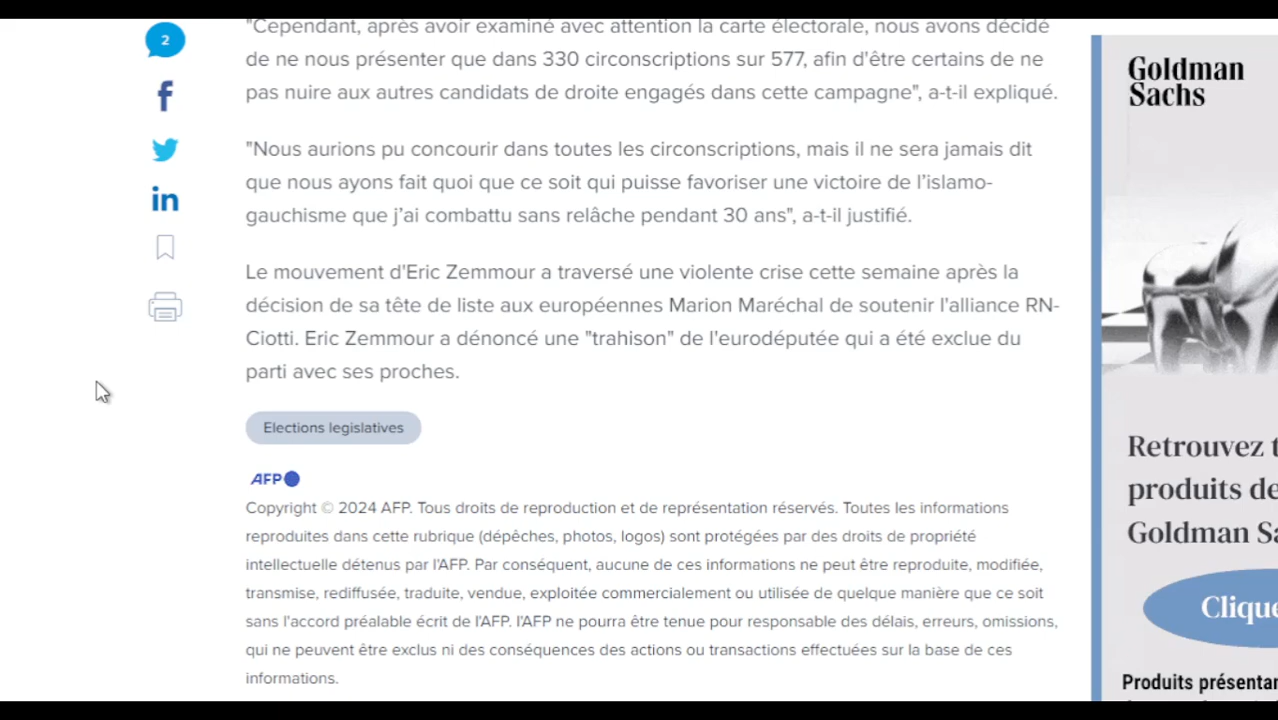 "Cependant, après avoir examiné avec attention la carte électorale, nous avons décidé
de ne nous présenter que dans 330 circonscriptions sur 577, afin d'être certains de ne
pas nuire aux autres candidats de droite engagés dans cette campagne", a-t-il expliqué.
"Nous aurions pu concourir dans toutes les circonscriptions, mais il ne sera jamais dit
que nous ayons fait quoi que ce soit qui puisse favoriser une victoire de l'islamo-
gauchisme que j'ai combattu sans relâche pendant 30 ans", a-t-il justifié.
Le mouvement d'Eric Zemmour a traversé une violente crise cette semaine après la
décision de sa tête de liste aux européennes Marion Maréchal de soutenir l'alliance RN-
Ciotti. Eric Zemmour a dénoncé une "trahison" de l'eurodéputée qui a été exclue du
parti avec ses proches.
Elections legislatives
AFP
Copyright © 2024 AFP. Tous droits de reproduction et de représentation réservés. Toutes les informations
reproduites dans cette rubrique (dépêches, photos, logos) sont protégées par des droits de propriété
intellectuelle détenus par l'AFP. Par conséquent, aucune de ces informations ne peut être reproduite, modifiée,
transmise, rediffusée, traduite, vendue, exploitée commercialement ou utilisée de quelque manière que ce soit
sans l'accord préalable écrit de l'AFP. l'AFP ne pourra être tenue pour responsable des délais, erreurs, omissions,
qui ne peuvent être exclus ni des conséquences des actions ou transactions effectuées sur la base de ces
informations.
2
f
in
Goldman
Sachs
Retrouvez t
produits de
Goldman Sa
Clique
Produits présentan